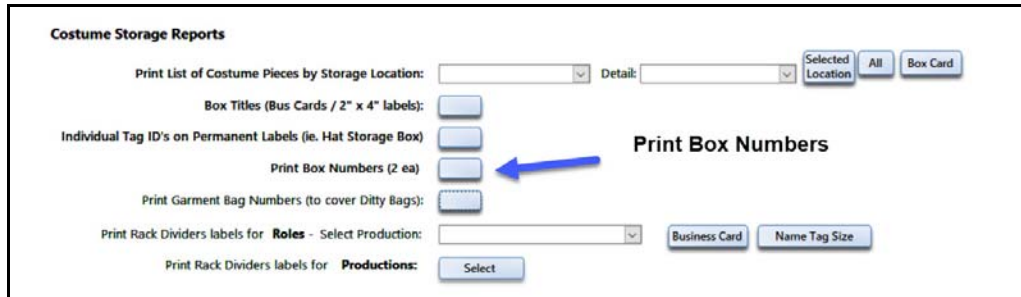 Costume Storage Reports
Print List of Costume Pieces by Storage Location: Detail: Selected Location All Box Card
Box Titles (Bus Cards / 2" x 4" labels):
Individual Tag ID's on Permanent Labels (ie. Hat Storage Box)
Print Box Numbers
Print Box Numbers (2 ea)
Print Garment Bag Numbers (to cover Ditty Bags):
Print Rack Dividers labels for Roles - Select Production: Business Card Name Tag Size
Print Rack Dividers labels for Productions: Select